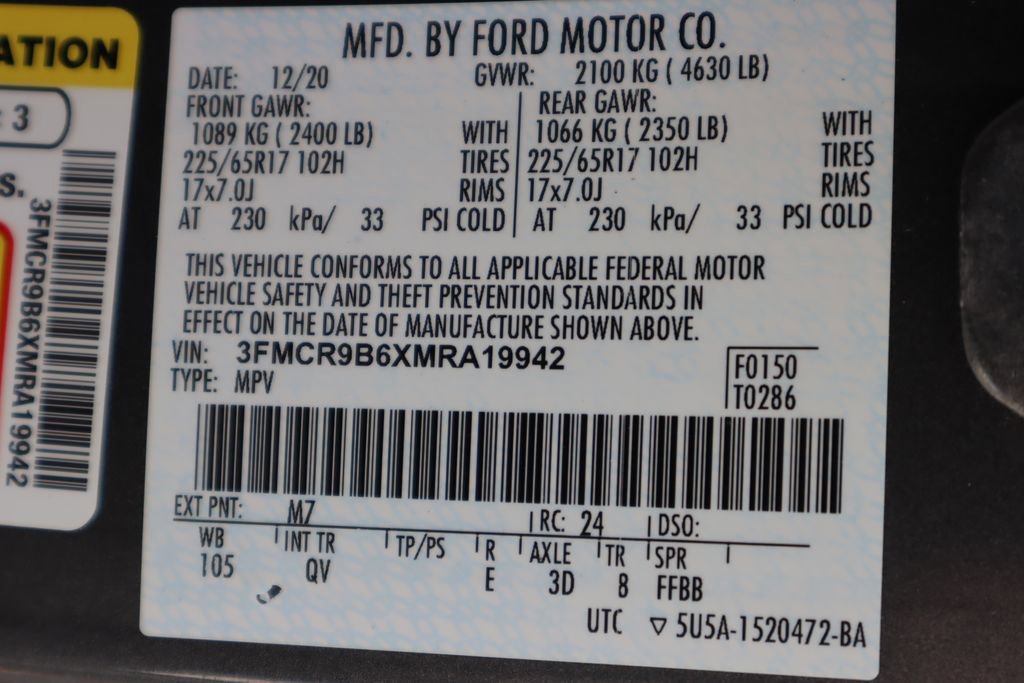 ATION
: 3
S.
3FMCR9B6XMRA19942
MFD. BY FORD MOTOR CO.
DATE: 12/20 GVWR: 2100 KG ( 4630 LB)
FRONT GAWR: REAR GAWR:
1089 KG ( 2400 LB) WITH 1066 KG ( 2350 LB) WITH
225/65R17 102H TIRES 225/65R17 102H TIRES
17x7.0J RIMS 17x7.0J RIMS
AT 230 kPa/ 33 PSI COLD AT 230 kPa/ 33 PSI COLD
THIS VEHICLE CONFORMS TO ALL APPLICABLE FEDERAL MOTOR
VEHICLE SAFETY AND THEFT PREVENTION STANDARDS IN
EFFECT ON THE DATE OF MANUFACTURE SHOWN ABOVE.
VIN: 3FMCR9B6XMRA19942
TYPE: MPV
F0150
T0286
EXT PNT: M7 RC: 24 DSO:
WB INT TR TP/PS R AXLE TR SPR
105 QV E 3D 8 FFBB
UTC ▽ 5U5A-1520472-BA